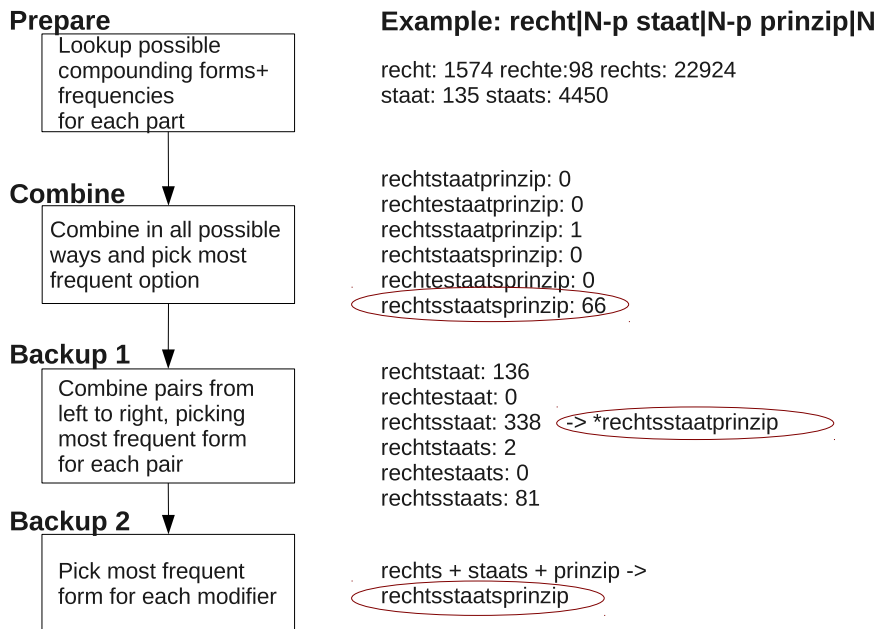 Prepare
Lookup possible
compounding forms+
frequencies
for each part
Example: recht|N-p staat|N-p prinzip|N
recht: 1574 rechte:98 rechts: 22924
staat: 135 staats: 4450
Combine
Combine in all possible
ways and pick most
frequent option
rechtstaatprinzip: 0
rechtestaatprinzip: 0
rechtsstaatprinzip: 1
rechtstaatsprinzip: 0
rechtestaatsprinzip: 0
rechtsstaatsprinzip: 66
Backup 1
Combine pairs from
left to right, picking
most frequent form
for each pair
rechtstaat: 136
rechtestaat: 0
rechtsstaat: 338 -> *rechtsstaatprinzip
rechtstaats: 2
rechtestaats: 0
rechtsstaats: 81
Backup 2
Pick most frequent
form for each modifier
rechts + staats + prinzip ->
rechtsstaatsprinzip